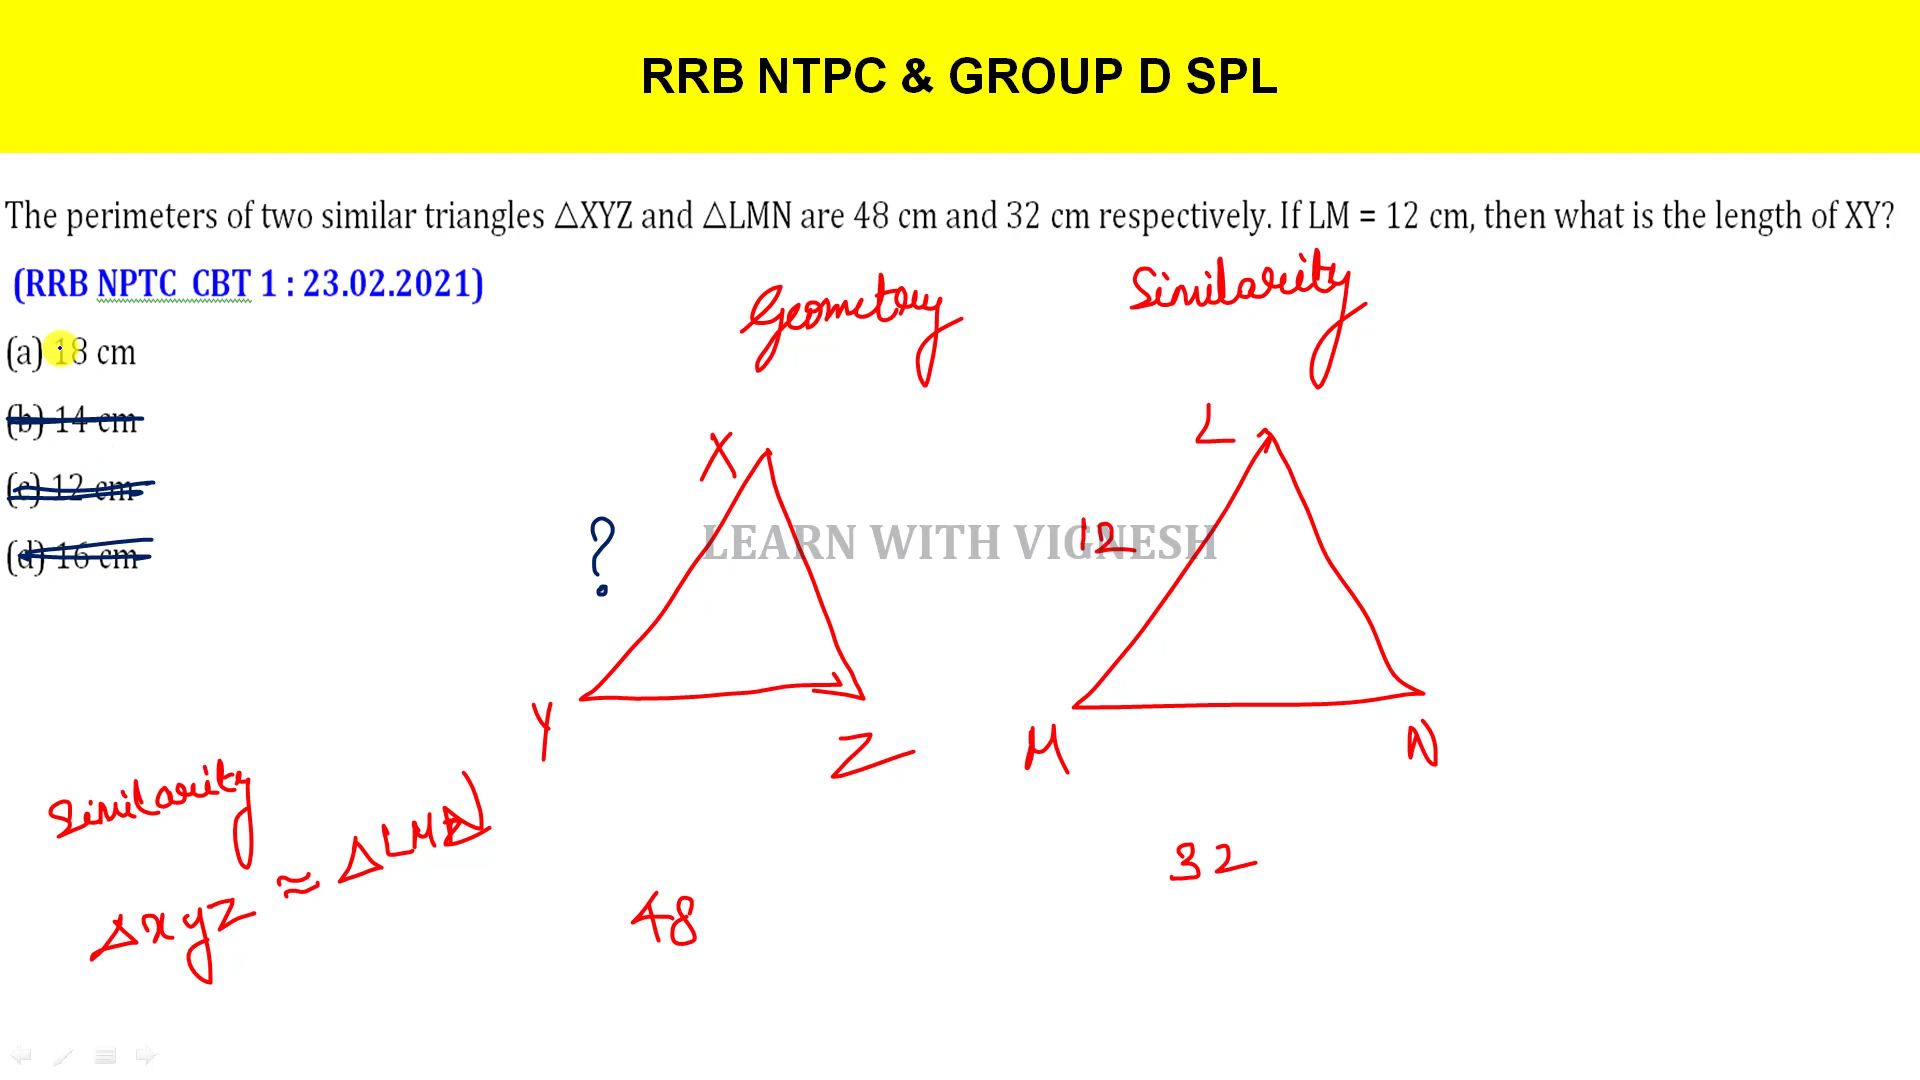 RRB NTPC & GROUP D SPL
The perimeters of two similar triangles △XYZ and △LMN are 48 cm and 32 cm respectively. If LM = 12 cm, then what is the length of XY?
(RRB NPTC CBT 1 : 23.02.2021)
Geometry
Similarity
(a) 18 cm
(b) 14 cm
(c) 12 cm
(d) 16 cm
X
L
?
12
LEARN WITH VIGNESH
Y
Z
M
N
Similarity
△xyz ≈ △LMN
48
32